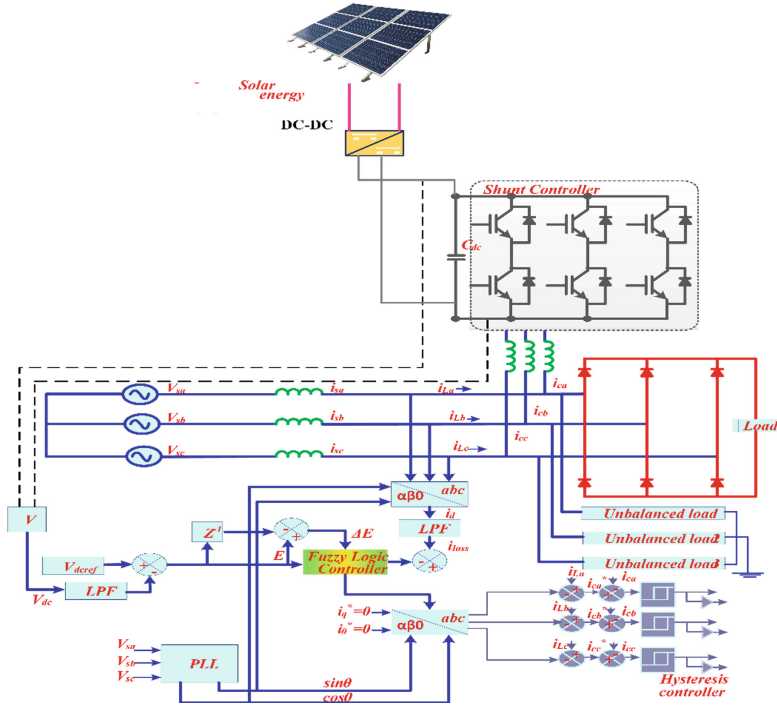 Solar
energy
DC-DC
Shunt Controller
Cdc
Vsa
isa
iLa
ica
Vsb
isb
iLb
icb
Vsc
isc
iLc
icc
Load
V
αβ0
abc
id
LPF
iloss
Z¹
ΔE
E
Fuzzy Logic
Controller
Vdcref
Vdc
LPF
Unbalanced load
Unbalanced load2
Unbalanced load3
iq*=0
i0*=0
αβ0
abc
iLa
ica*
ica
iLb
icb*
icb
iLc
icc*
icc
Hysteresis
controller
Vsa
Vsb
Vsc
PLL
sinθ
cosθ